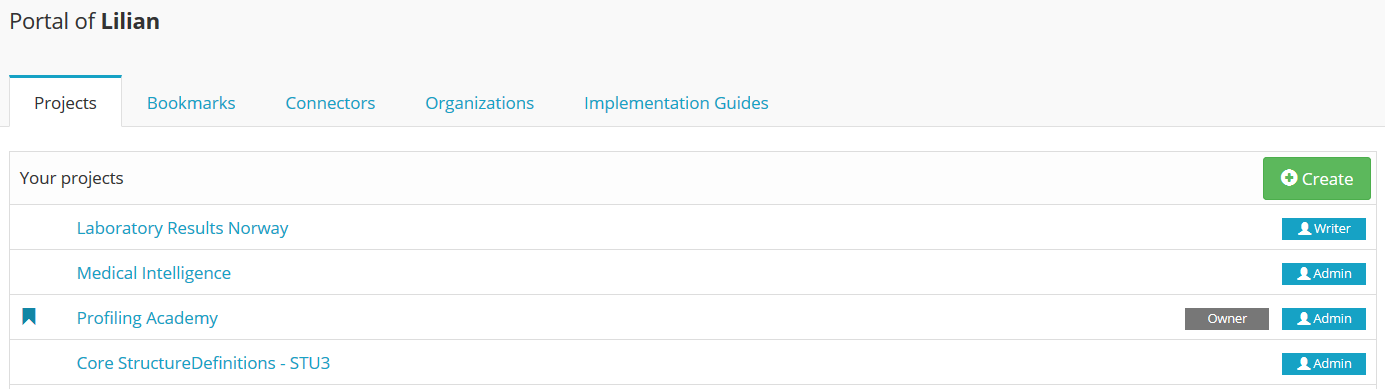 Portal of Lilian
Projects Bookmarks Connectors Organizations Implementation Guides
Your projects Create
Laboratory Results Norway Writer
Medical Intelligence Admin
Profiling Academy Owner Admin
Core StructureDefinitions - STU3 Admin